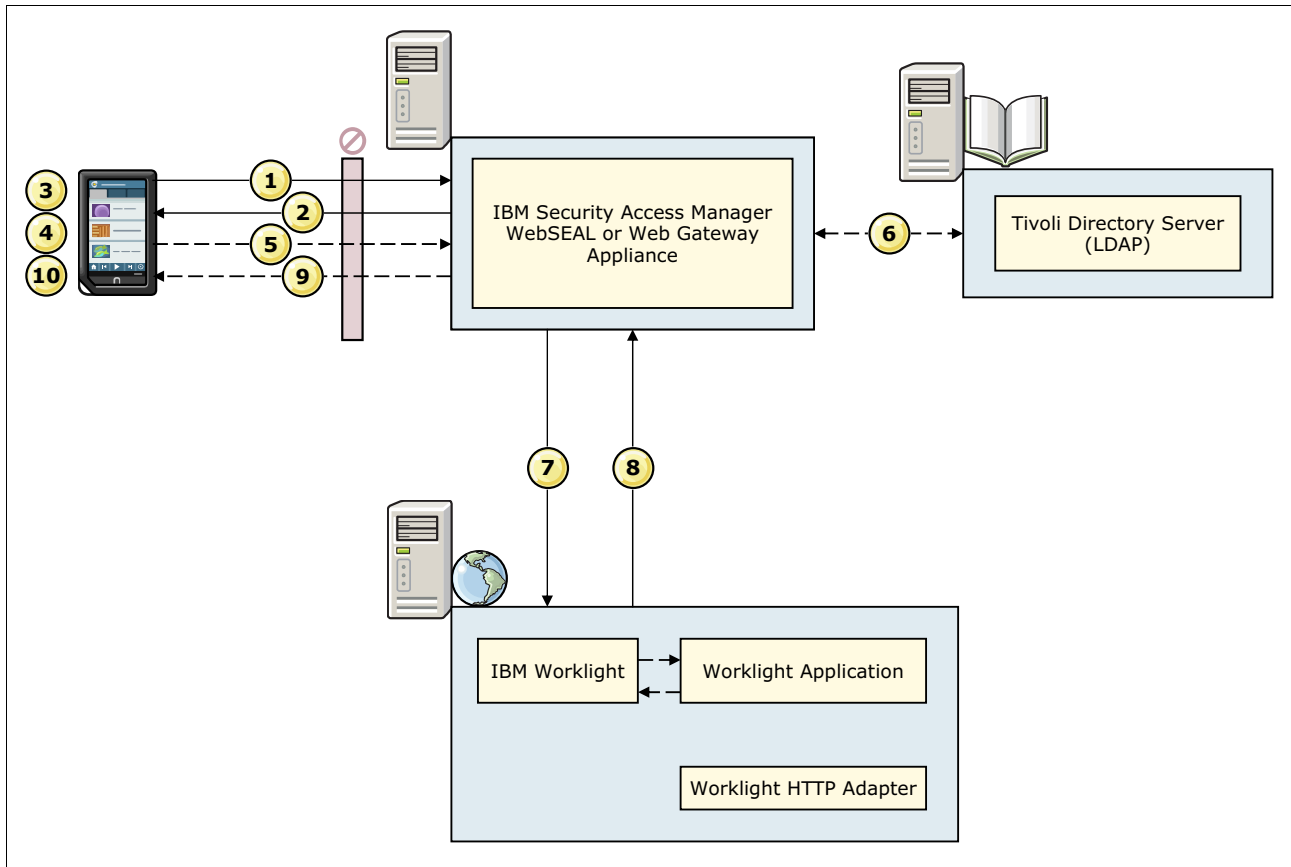 IBM Security Access Manager
WebSEAL or Web Gateway
Appliance
Tivoli Directory Server
(LDAP)
1
2
3
4
5
6
9
10
7
8
IBM Worklight
Worklight Application
Worklight HTTP Adapter